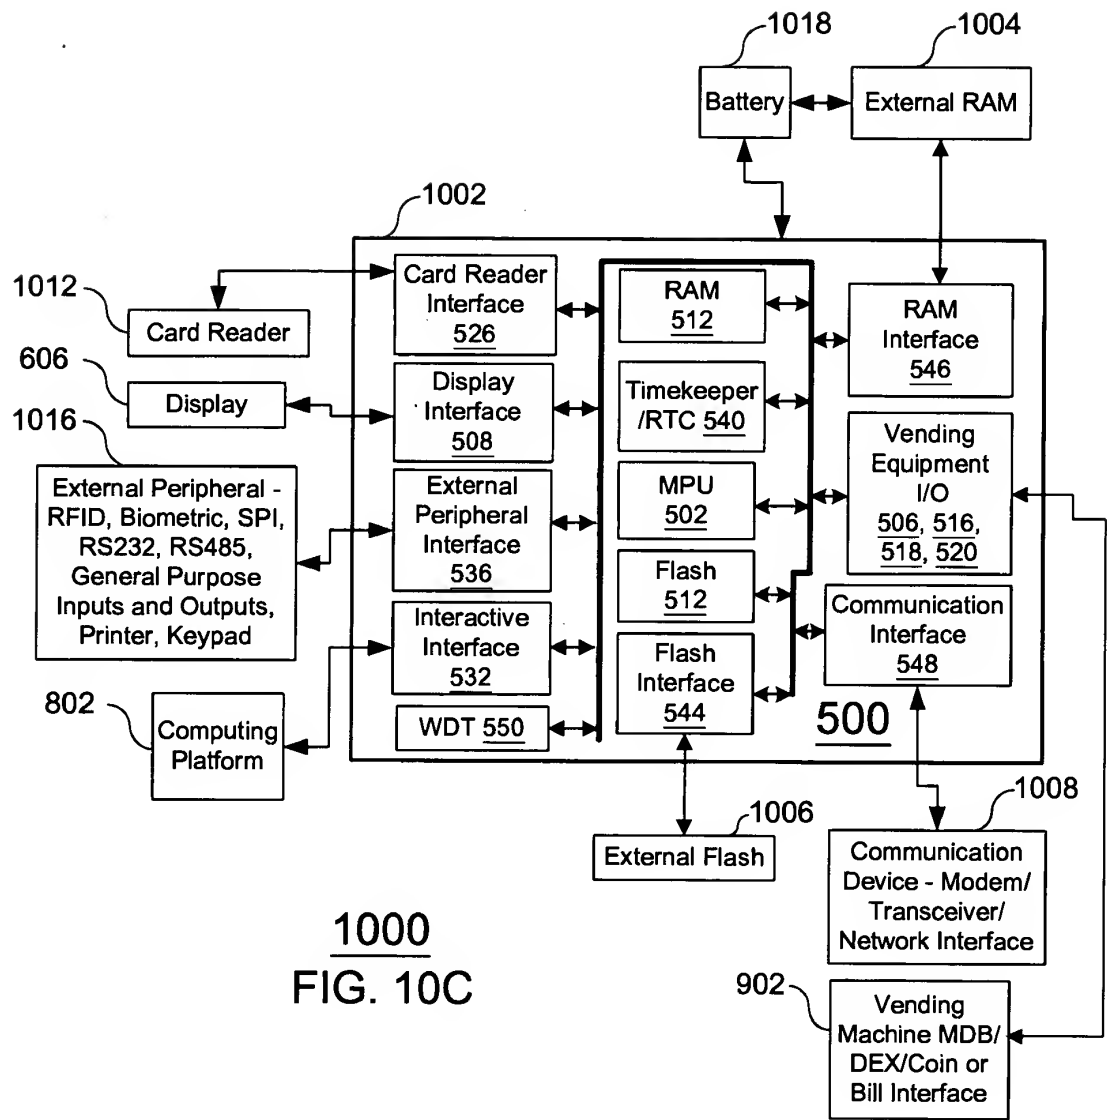 1018
1004
Battery
External RAM
1002
1012
Card Reader
606
Display
1016
External Peripheral -
RFID, Biometric, SPI,
RS232, RS485,
General Purpose
Inputs and Outputs,
Printer, Keypad
802
Computing
Platform
Card Reader
Interface
526
Display
Interface
508
External
Peripheral Interface
536
Interactive
Interface
532
WDT 550
RAM
512
Timekeeper
/RTC 540
MPU
502
Flash
512
Flash
Interface
544
RAM
Interface
546
Vending
Equipment
I/O
506, 516,
518, 520
Communication
Interface
548
500
1006
External Flash
1008
Communication
Device - Modem/
Transceiver/
Network Interface
902
Vending
Machine MDB/
DEX/Coin or
Bill Interface
1000
FIG. 10C